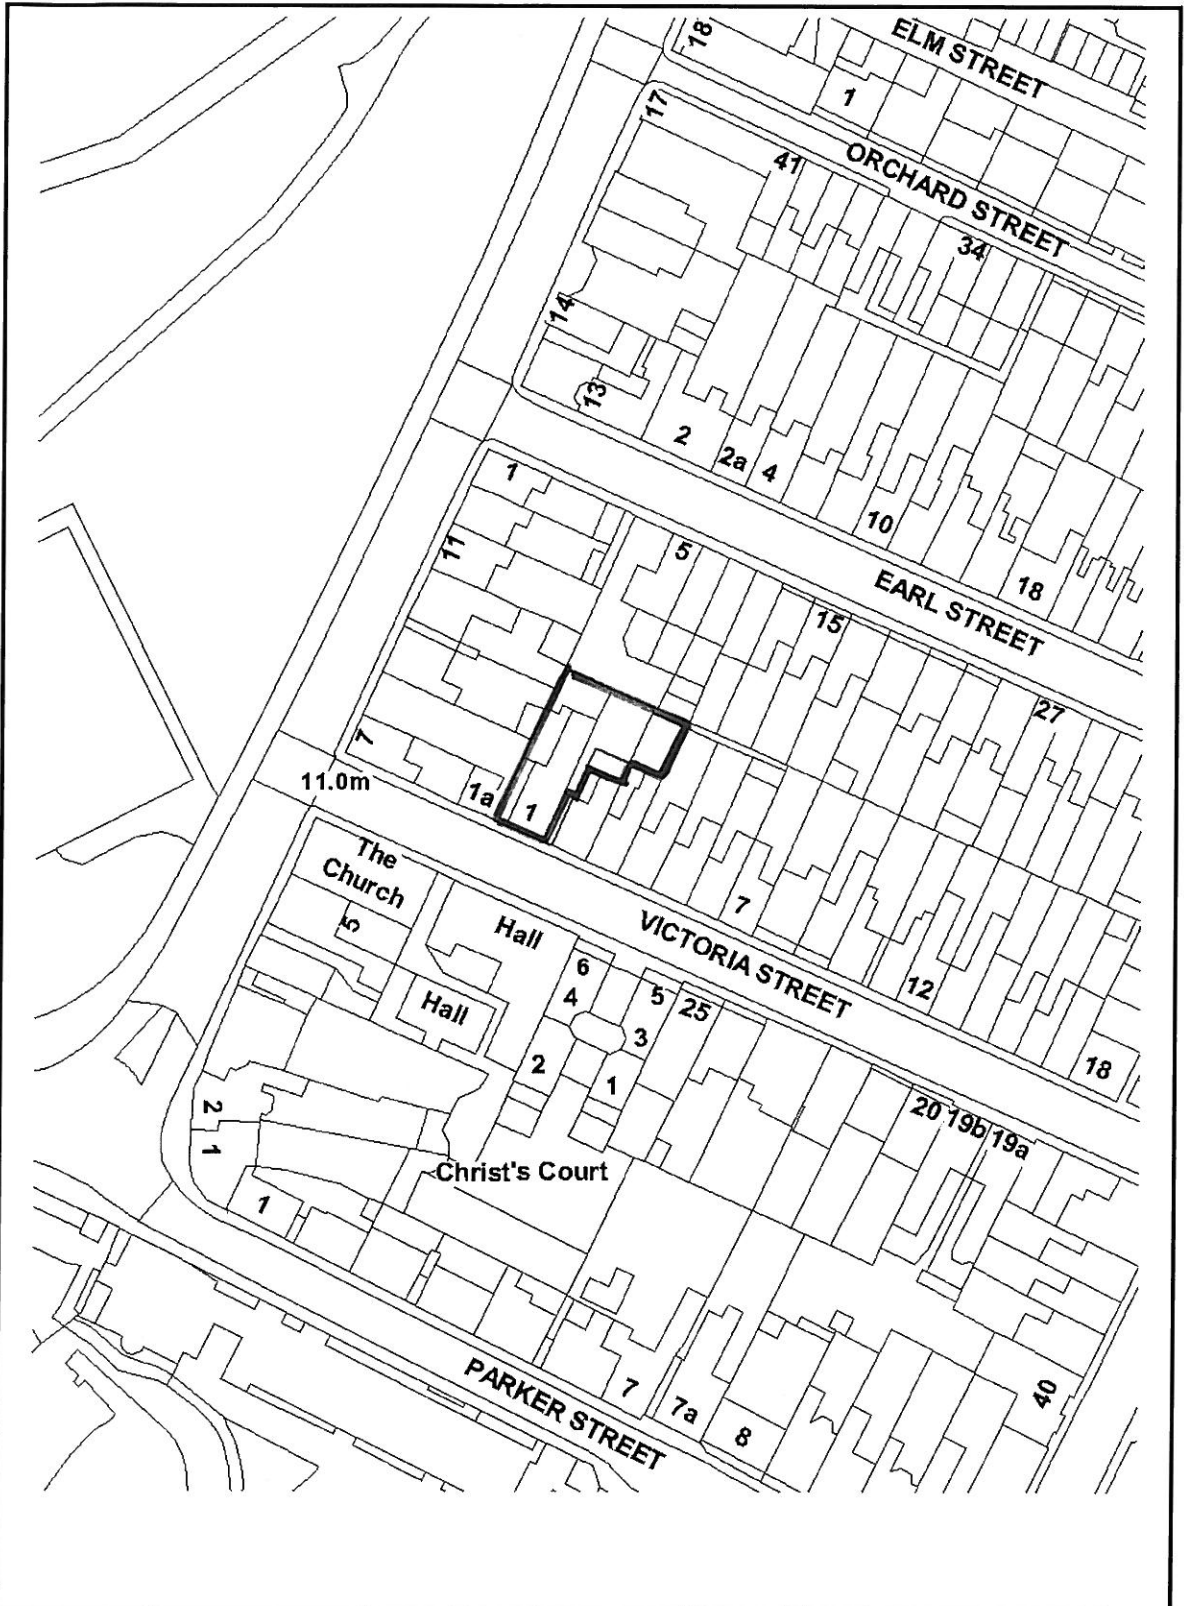 18
ELM STREET
1
17
ORCHARD STREET
41
34
14
13
2
2a
4
10
18
1
11
5
EARL STREET
15
27
7
11.0m
1a
1
The
Church
5
Hall
7
VICTORIA STREET
12
18
Hall
6
4
5
25
3
2
1
20
19b
19a
2
1
1
Christ's Court
PARKER STREET
7
7a
8
40